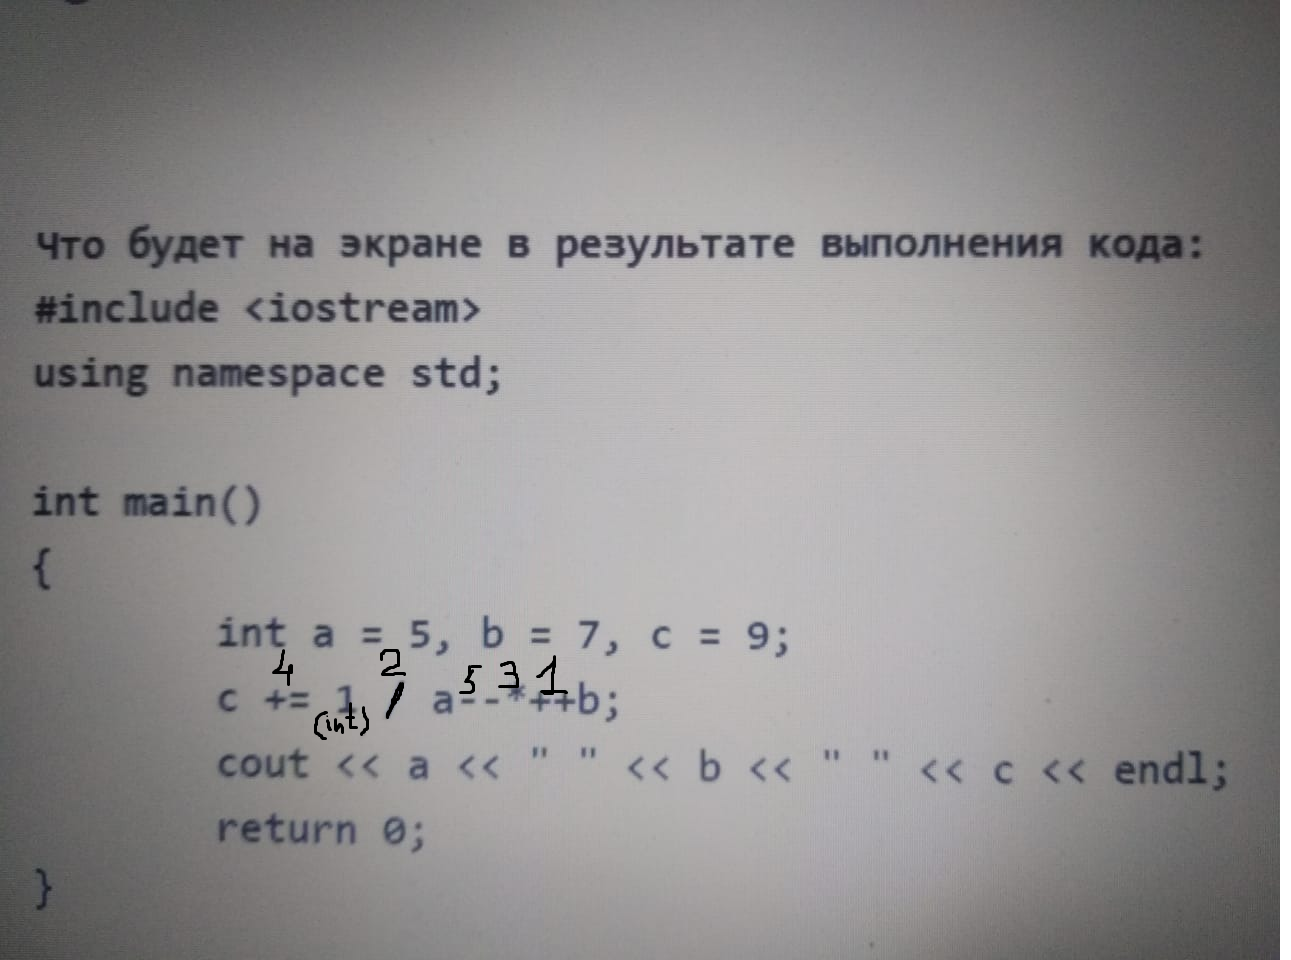 Что будет на экране в результате выполнения кода:
#include <iostream>
using namespace std;
int main()
{
int a = 5, b = 7, c = 9;
4 2 5 3 1
c += 1 / a--*++b;
(int)
cout << a << " " << b << " " << c << endl;
return 0;
}